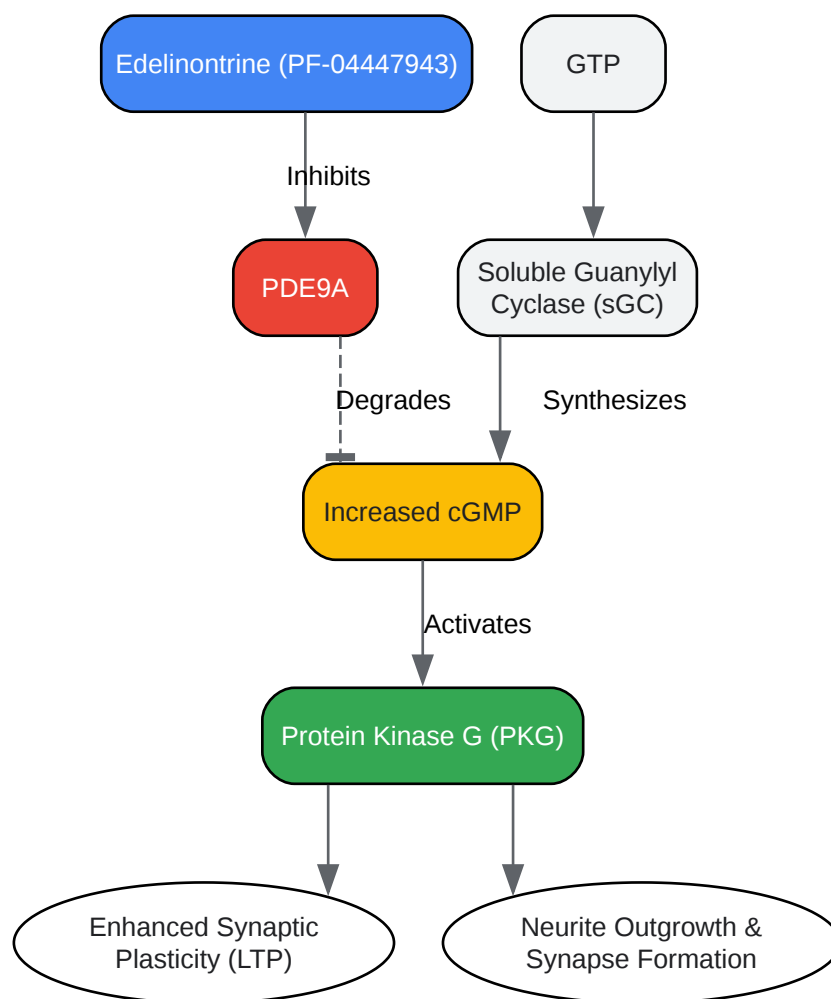 Edelinontrine (PF-04447943)
GTP
Inhibits
PDE9A
Soluble Guanylyl
Cyclase (sGC)
Degrades
Synthesizes
Increased cGMP
Activates
Protein Kinase G (PKG)
Enhanced Synaptic
Plasticity (LTP)
Neurite Outgrowth &
Synapse Formation